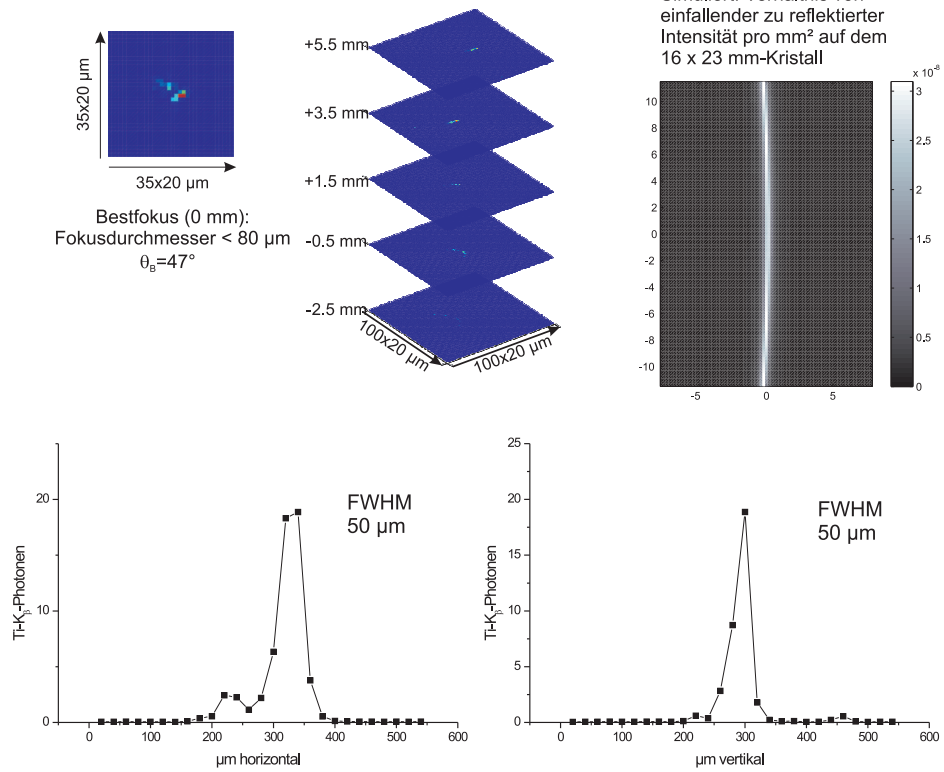 35x20 µm
35x20 µm
Bestfokus (0 mm):
Fokusdurchmesser < 80 µm
θB=47°
+5.5 mm
+3.5 mm
+1.5 mm
-0.5 mm
-2.5 mm
100x20 µm
100x20 µm
einfallender zu reflektierter
Intensität pro mm² auf dem
16 x 23 mm-Kristall
x 10⁻⁸
10
8
6
4
2
0
-2
-4
-6
-8
-10
-5
0
5
3
2.5
2
1.5
1
0.5
0
20
10
0
Ti-Kβ-Photonen
FWHM
50 µm
0
100
200
300
400
500
600
µm horizontal
25
20
15
10
5
0
Ti-Kβ-Photonen
FWHM
50 µm
0
100
200
300
400
500
600
µm vertikal